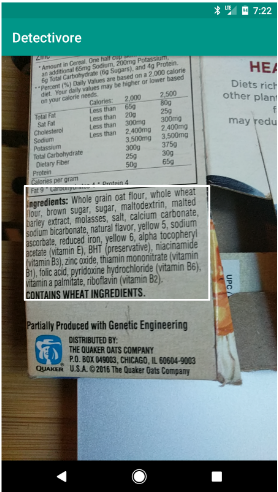 LTE 7:22
Detectivore
* Amount in Cereal. One half cup
an additional 65mg Sodium, 200mg Potassium,
6g Total Carbohydrate (6g Sugars), and 4g Protein.
**Percent (%) Daily Values are based on a 2,000 calorie
diet. Your daily values may be higher or lower based
on your calorie needs.
Calories: 2,000 2,500
Total Fat Less than 65g 80g
Sat Fat Less than 20g 25g
Cholesterol Less than 300mg 300mg
Sodium Less than 2,400mg 2,400mg
Potassium 3,500mg 3,500mg
Total Carbohydrate 300g 375g
Dietary Fiber 25g 30g
Protein 50g 65g
Calories per gram
Fat 9 * Carbohydrate 4 * Protein 4
HEA
Diets rich
other plant
may redu
Ingredients: Whole grain oat flour, whole wheat
flour, brown sugar, sugar, maltodextrin, malted
barley extract, molasses, salt, calcium carbonate,
sodium bicarbonate, natural flavor, yellow 5, sodium
ascorbate, reduced iron, yellow 6, alpha tocopheryl
acetate (vitamin E), BHT (preservative), niacinamide
(vitamin B3), zinc oxide, thiamin mononitrate (vitamin
B1), folic acid, pyridoxine hydrochloride (vitamin B6),
vitamin a palmitate, riboflavin (vitamin B2).
CONTAINS WHEAT INGREDIENTS.
UPC
Partially Produced with Genetic Engineering
DISTRIBUTED BY:
THE QUAKER OATS COMPANY
P.O. BOX 049003, CHICAGO, IL 60604-9003
U.S.A. © 2016 The Quaker Oats Company
QUAKER